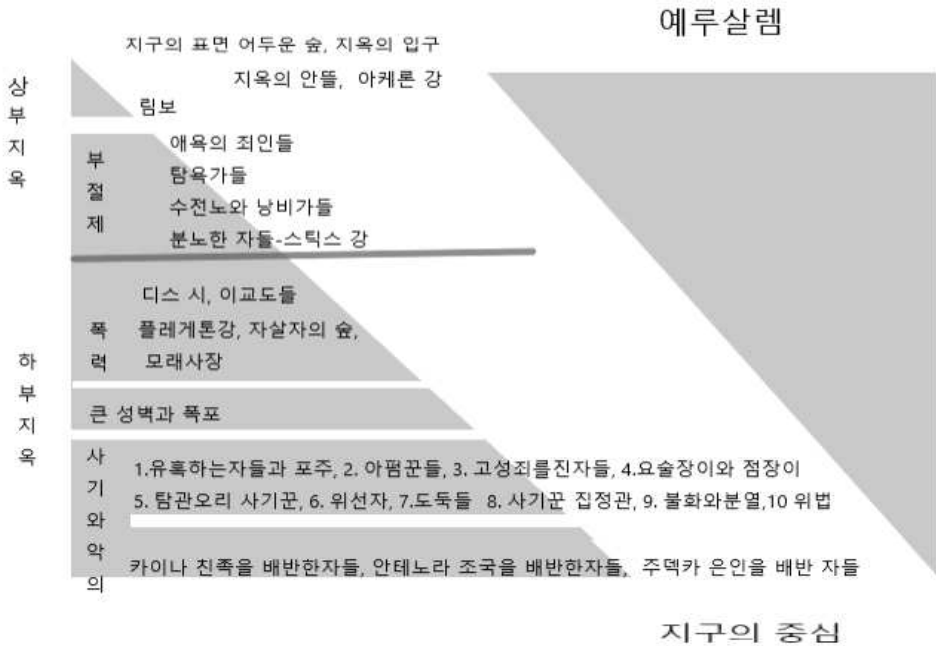 예루살렘
지구의 표면 어두운 숲, 지옥의 입구
지옥의 안뜰, 아케론 강
림보
상부지옥
부절제
애욕의 죄인들
탐욕가들
수전노와 낭비가들
분노한 자들-스틱스 강
하부지옥
폭력
디스 시, 이교도들
플레게톤강, 자살자의 숲,
모래사장
큰 성벽과 폭포
사기와악의
1.유혹하는자들과 포주, 2. 아펌꾼들, 3. 고성죄를진자들, 4.요술장이와 점장이
5. 탐관오리 사기꾼, 6. 위선자, 7.도둑들 8. 사기꾼 집정관, 9. 불화와분열,10 위법
카이나 친족을 배반한자들, 안테노라 조국을 배반한자들, 주덱카 은인을 배반 자들
지구의 중심